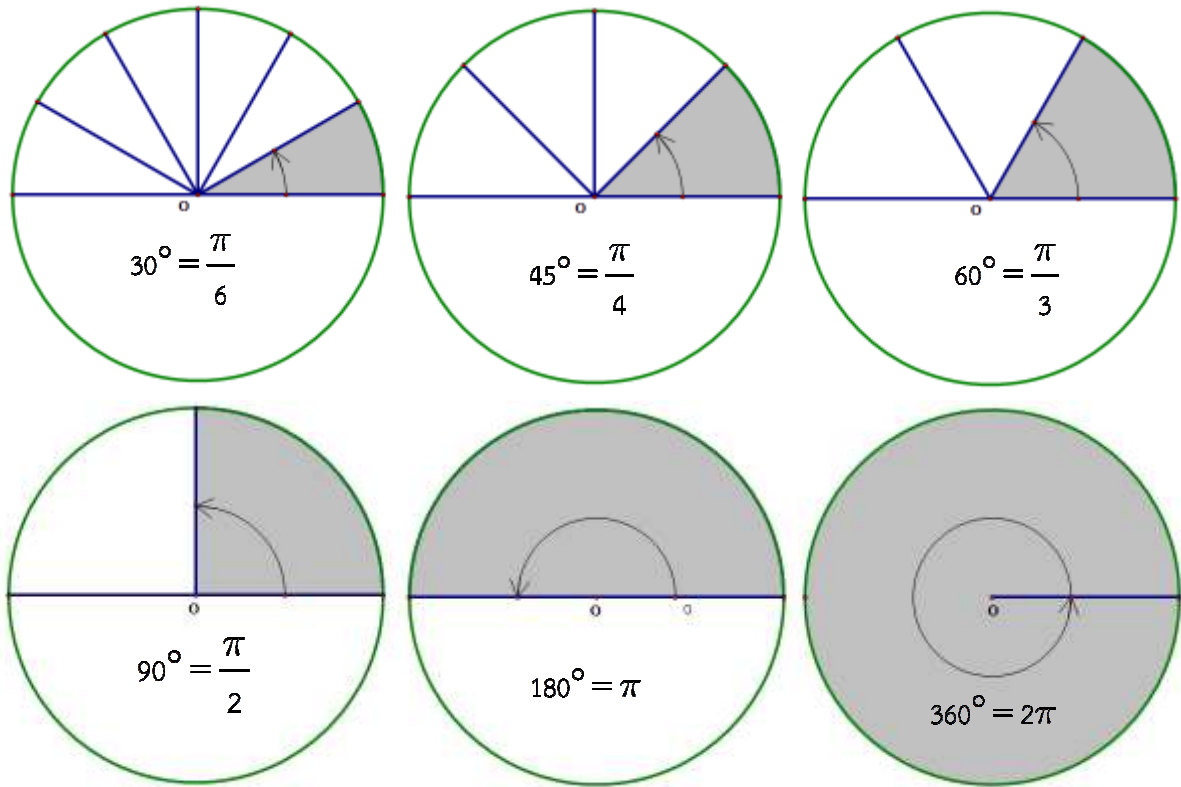 O
30° = π/6
O
45° = π/4
O
60° = π/3
O
90° = π/2
O
O
180° = π
O
360° = 2π